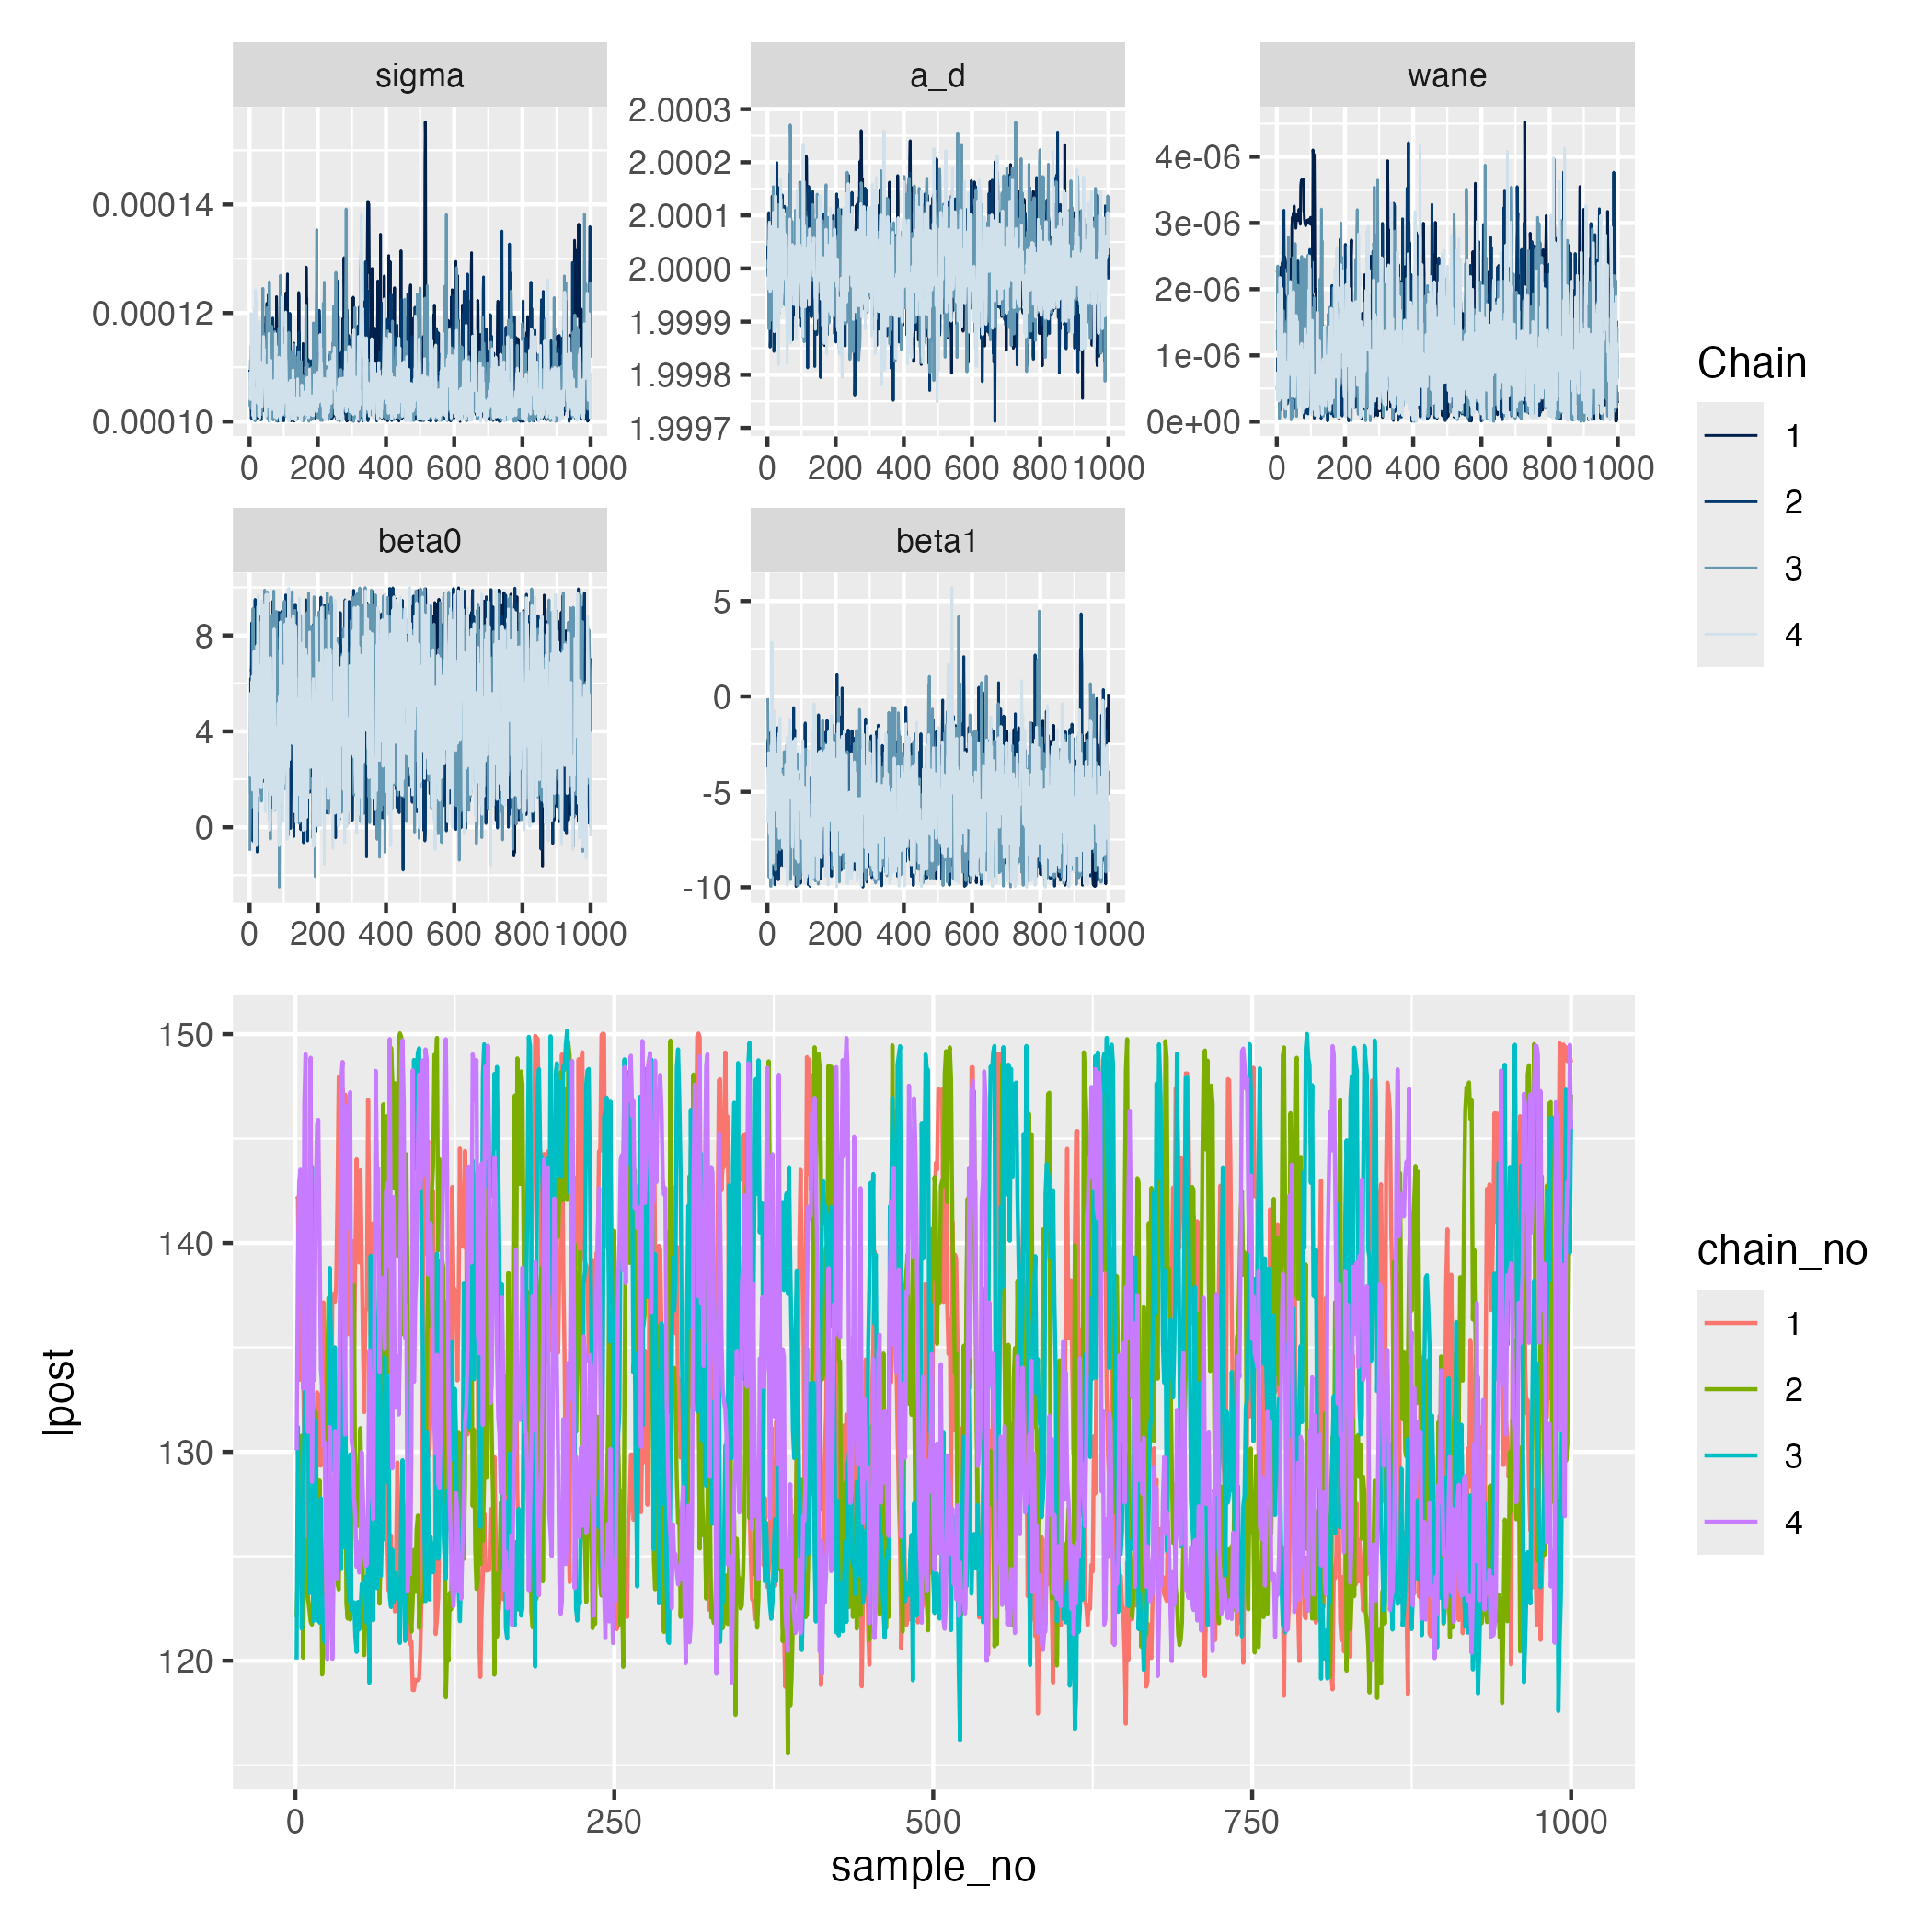 sigma a_d wane
0.00014
0.00012
0.00010
0 200 400 600 800 1000
2.0003
2.0002
2.0001
2.0000
1.9999
1.9998
1.9997
0 200 400 600 800 1000
4e-06
3e-06
2e-06
1e-06
0e+00
0 200 400 600 800 1000
beta0 beta1
8
4
0
0 200 400 600 800 1000
5
0
-5
-10
0 200 400 600 800 1000
Chain
1
2
3
4
lpost
150
140
130
120
0 250 500 750 1000
sample_no
chain_no
1
2
3
4